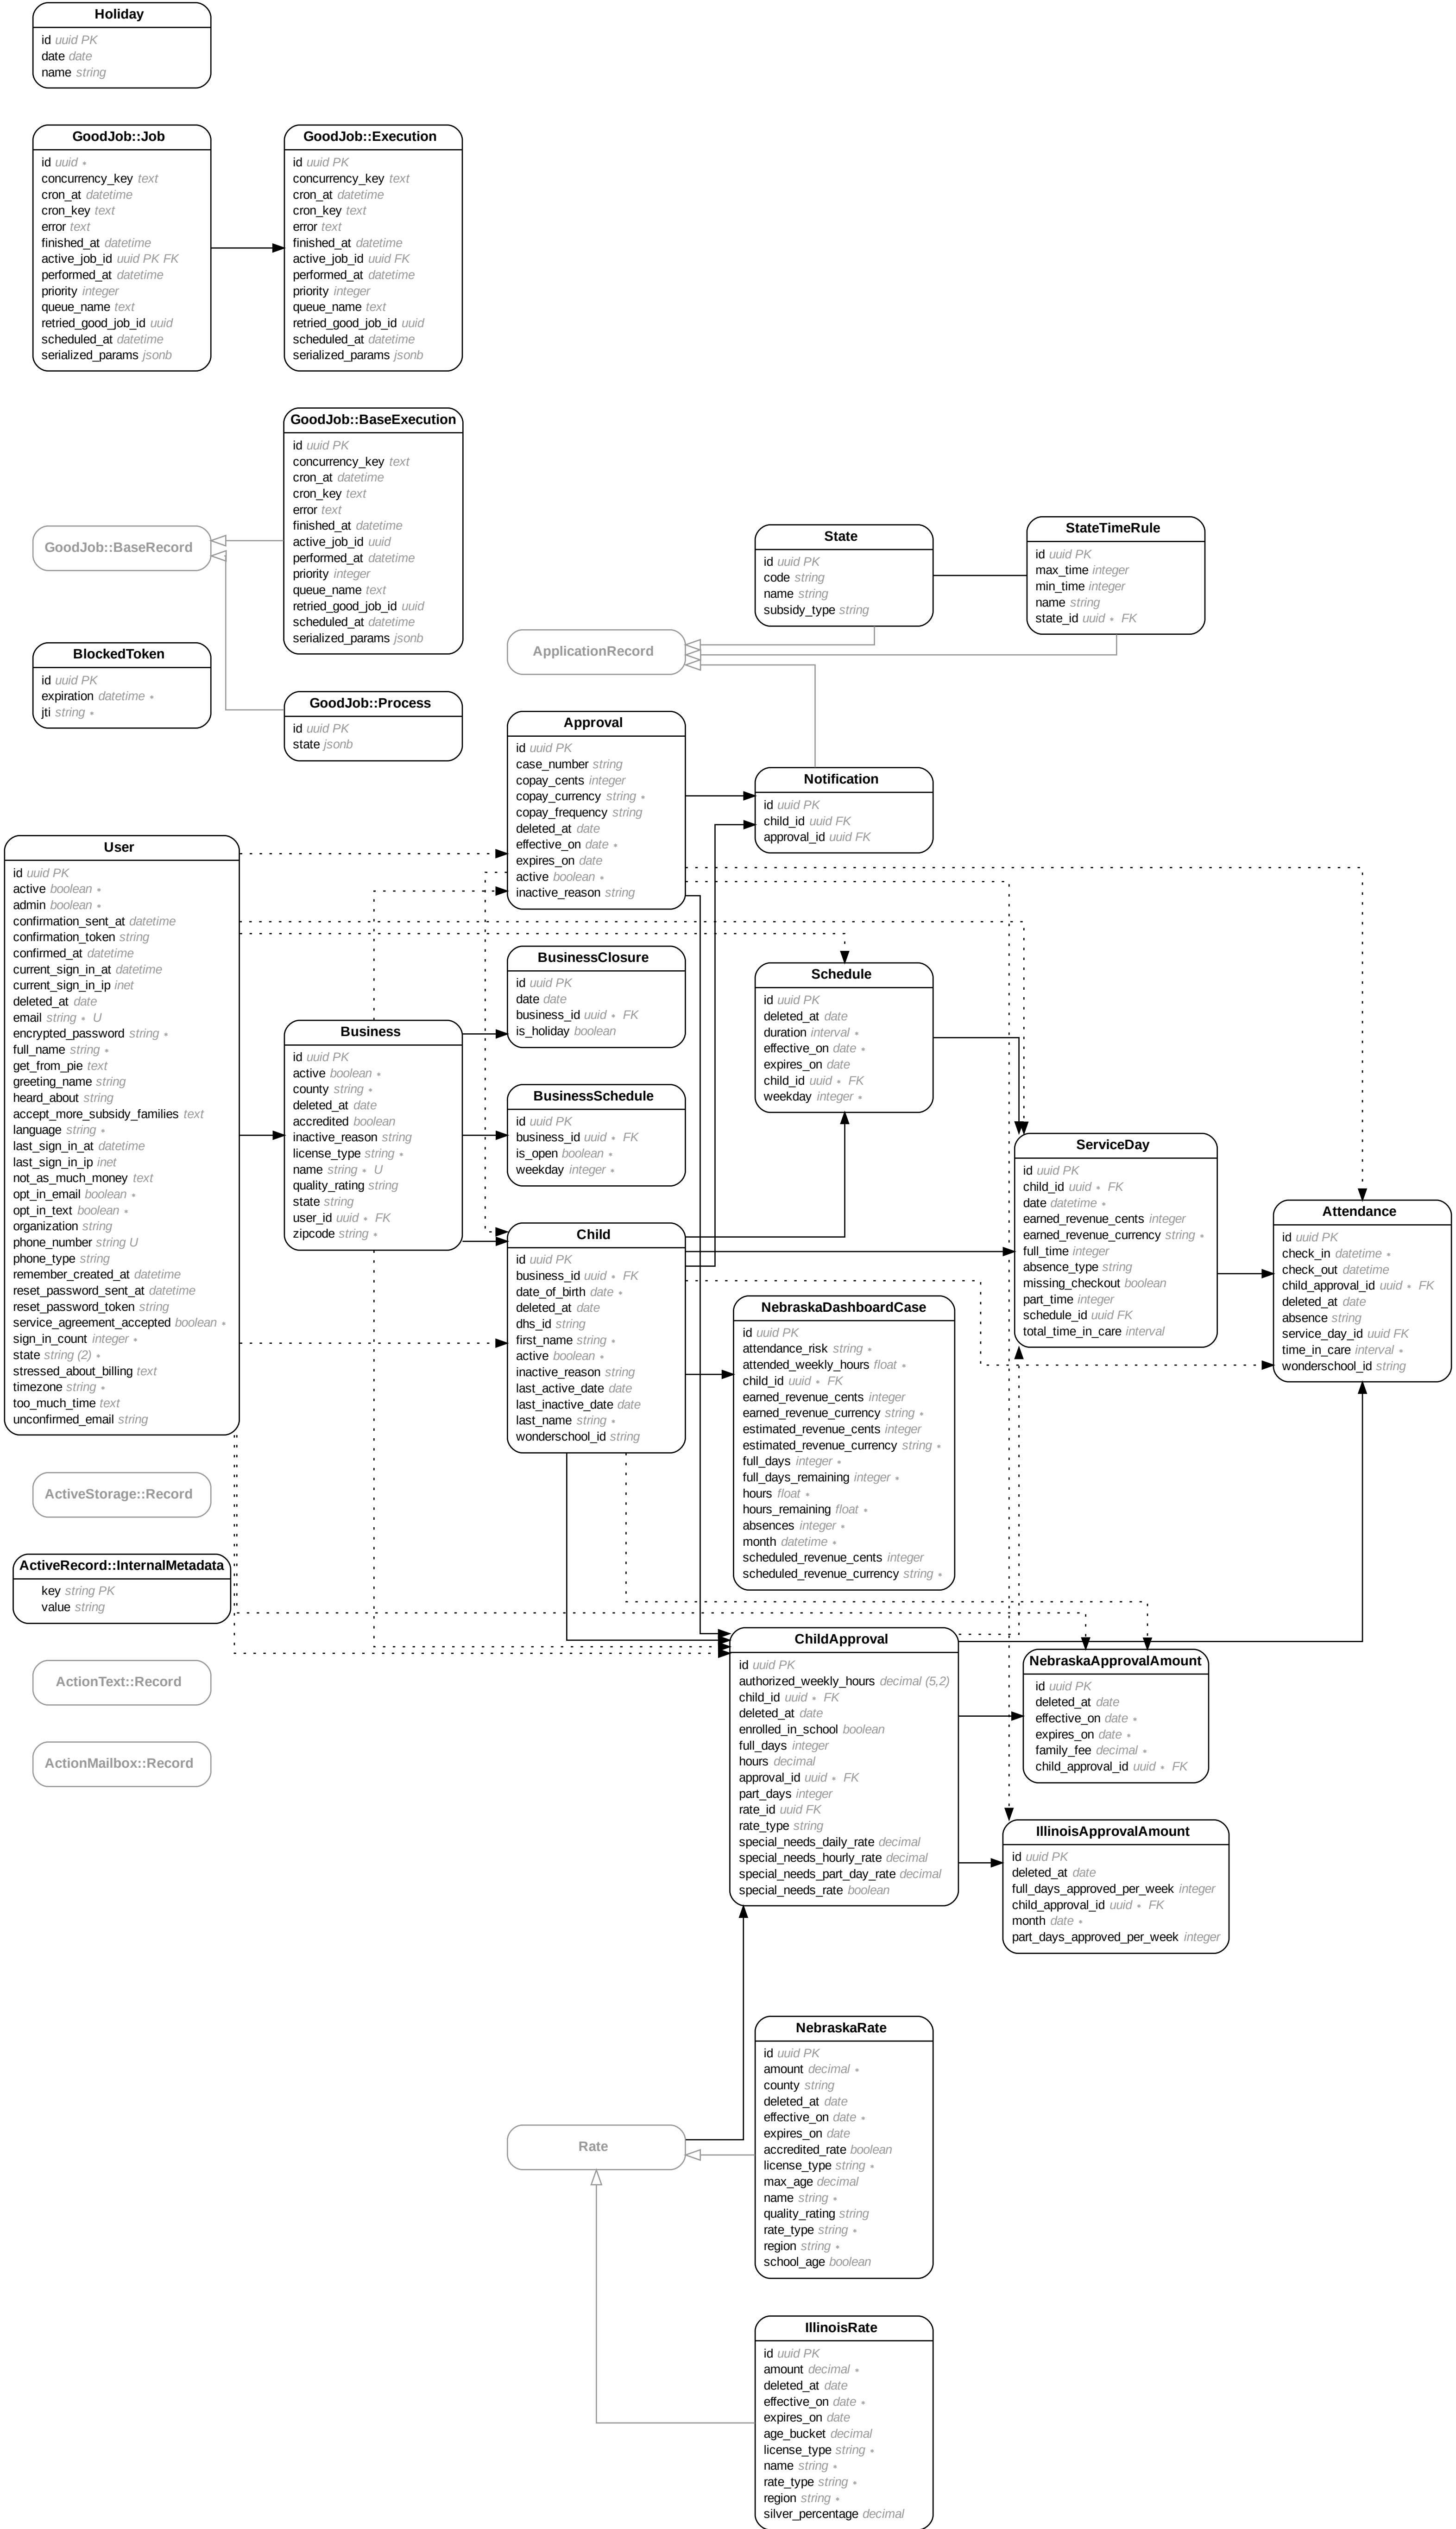 Holiday
id uuid PK
date date
name string
GoodJob::Job
id uuid ∗
concurrency_key text
cron_at datetime
cron_key text
error text
finished_at datetime
active_job_id uuid PK FK
performed_at datetime
priority integer
queue_name text
retried_good_job_id uuid
scheduled_at datetime
serialized_params jsonb
GoodJob::Execution
id uuid PK
concurrency_key text
cron_at datetime
cron_key text
error text
finished_at datetime
active_job_id uuid FK
performed_at datetime
priority integer
queue_name text
retried_good_job_id uuid
scheduled_at datetime
serialized_params jsonb
GoodJob::BaseExecution
id uuid PK
concurrency_key text
cron_at datetime
cron_key text
error text
finished_at datetime
active_job_id uuid
performed_at datetime
priority integer
queue_name text
retried_good_job_id uuid
scheduled_at datetime
serialized_params jsonb
GoodJob::BaseRecord
BlockedToken
id uuid PK
expiration datetime ∗
jti string ∗
GoodJob::Process
id uuid PK
state jsonb
State
id uuid PK
code string
name string
subsidy_type string
StateTimeRule
id uuid PK
max_time integer
min_time integer
name string
state_id uuid ∗ FK
ApplicationRecord
Approval
id uuid PK
case_number string
copay_cents integer
copay_currency string ∗
copay_frequency string
deleted_at date
effective_on date ∗
expires_on date
active boolean ∗
inactive_reason string
Notification
id uuid PK
child_id uuid FK
approval_id uuid FK
User
id uuid PK
active boolean ∗
admin boolean ∗
confirmation_sent_at datetime
confirmation_token string
confirmed_at datetime
current_sign_in_at datetime
current_sign_in_ip inet
deleted_at date
email string ∗ U
encrypted_password string ∗
full_name string ∗
get_from_pie text
greeting_name string
heard_about string
accept_more_subsidy_families text
language string ∗
last_sign_in_at datetime
last_sign_in_ip inet
not_as_much_money text
opt_in_email boolean ∗
opt_in_text boolean ∗
organization string
phone_number string U
phone_type string
remember_created_at datetime
reset_password_sent_at datetime
reset_password_token string
service_agreement_accepted boolean ∗
sign_in_count integer ∗
state string (2) ∗
stressed_about_billing text
timezone string ∗
too_much_time text
unconfirmed_email string
Business
id uuid PK
active boolean ∗
county string ∗
deleted_at date
accredited boolean
inactive_reason string
license_type string ∗
name string ∗ U
quality_rating string
state string
user_id uuid ∗ FK
zipcode string ∗
BusinessClosure
id uuid PK
date date
business_id uuid ∗ FK
is_holiday boolean
BusinessSchedule
id uuid PK
business_id uuid ∗ FK
is_open boolean ∗
weekday integer ∗
Schedule
id uuid PK
deleted_at date
duration interval ∗
effective_on date ∗
expires_on date
child_id uuid ∗ FK
weekday integer ∗
ServiceDay
id uuid PK
child_id uuid ∗ FK
date datetime ∗
earned_revenue_cents integer
earned_revenue_currency string ∗
full_time integer
absence_type string
missing_checkout boolean
part_time integer
schedule_id uuid FK
total_time_in_care interval
Attendance
id uuid PK
check_in datetime ∗
check_out datetime
child_approval_id uuid ∗ FK
deleted_at date
absence string
service_day_id uuid FK
time_in_care interval ∗
wonderschool_id string
Child
id uuid PK
business_id uuid ∗ FK
date_of_birth date ∗
deleted_at date
dhs_id string
first_name string ∗
active boolean ∗
inactive_reason string
last_active_date date
last_inactive_date date
last_name string ∗
wonderschool_id string
NebraskaDashboardCase
id uuid PK
attendance_risk string ∗
attended_weekly_hours float ∗
child_id uuid ∗ FK
earned_revenue_cents integer
earned_revenue_currency string ∗
estimated_revenue_cents integer
estimated_revenue_currency string ∗
full_days integer ∗
full_days_remaining integer ∗
hours float ∗
hours_remaining float ∗
absences integer ∗
month datetime ∗
scheduled_revenue_cents integer
scheduled_revenue_currency string ∗
ActiveStorage::Record
ActiveRecord::InternalMetadata
key string PK
value string
ActionText::Record
ActionMailbox::Record
ChildApproval
id uuid PK
authorized_weekly_hours decimal (5,2)
child_id uuid ∗ FK
deleted_at date
enrolled_in_school boolean
full_days integer
hours decimal
approval_id uuid ∗ FK
part_days integer
rate_id uuid FK
rate_type string
special_needs_daily_rate decimal
special_needs_hourly_rate decimal
special_needs_part_day_rate decimal
special_needs_rate boolean
NebraskaApprovalAmount
id uuid PK
deleted_at date
effective_on date ∗
expires_on date ∗
family_fee decimal ∗
child_approval_id uuid ∗ FK
IllinoisApprovalAmount
id uuid PK
deleted_at date
full_days_approved_per_week integer
child_approval_id uuid ∗ FK
month date ∗
part_days_approved_per_week integer
NebraskaRate
id uuid PK
amount decimal ∗
county string
deleted_at date
effective_on date ∗
expires_on date
accredited_rate boolean
license_type string ∗
max_age decimal
name string ∗
quality_rating string
rate_type string ∗
region string ∗
school_age boolean
Rate
IllinoisRate
id uuid PK
amount decimal ∗
deleted_at date
effective_on date ∗
expires_on date
age_bucket decimal
license_type string ∗
name string ∗
rate_type string ∗
region string ∗
silver_percentage decimal